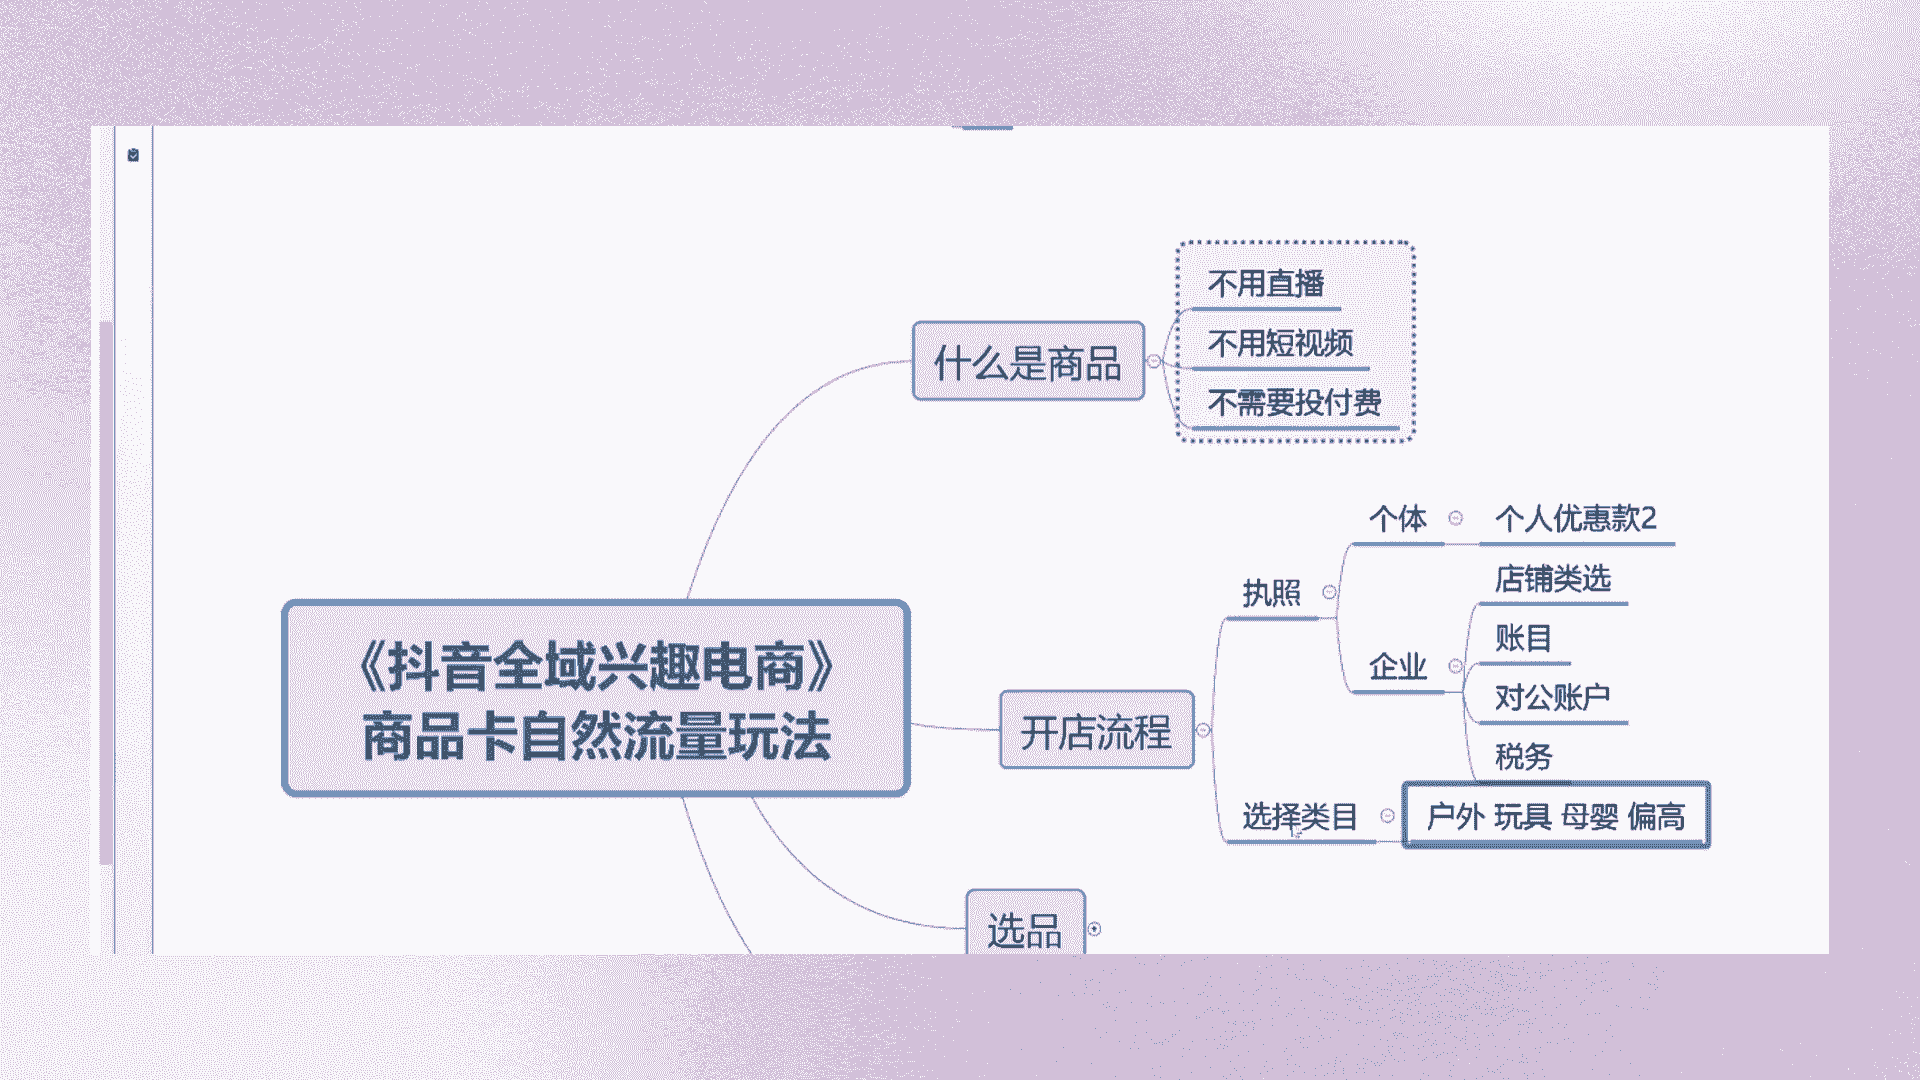 《抖音全域兴趣电商》
商品卡自然流量玩法
什么是商品
不用直播
不用短视频
不需要投付费
开店流程
执照
个体
个人优惠款2
企业
店铺类选
账目
对公账户
税务
选择类目
户外 玩具 母婴 偏高
选品